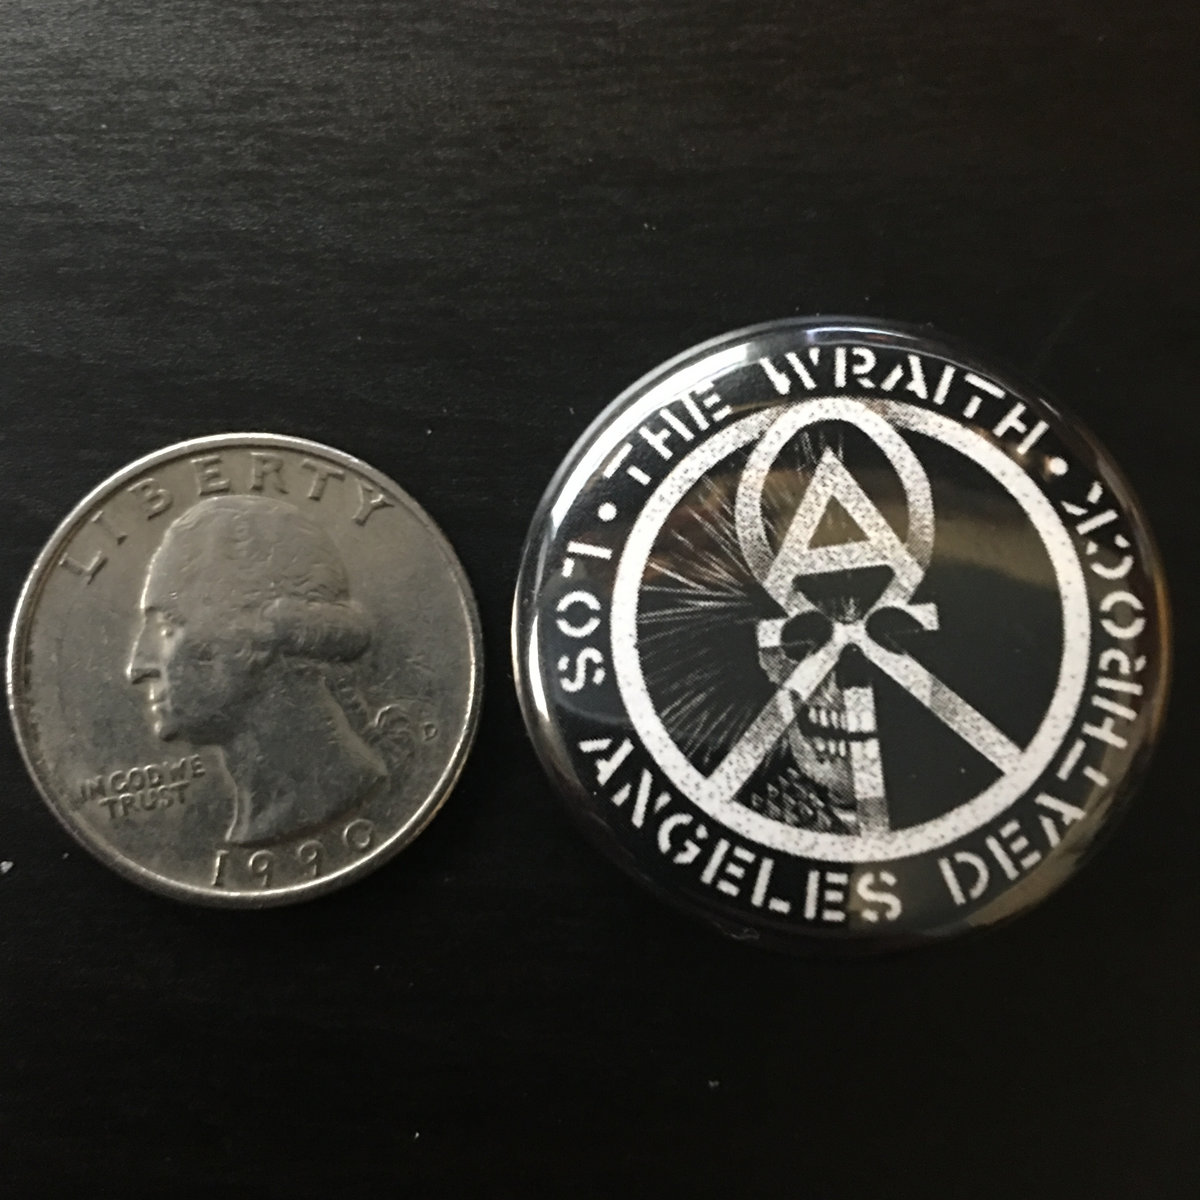 LIBERTY
IN GOD WE
TRUST
D
1990
• THE WRAITH •
LOS ANGELES DEATHROCK
A